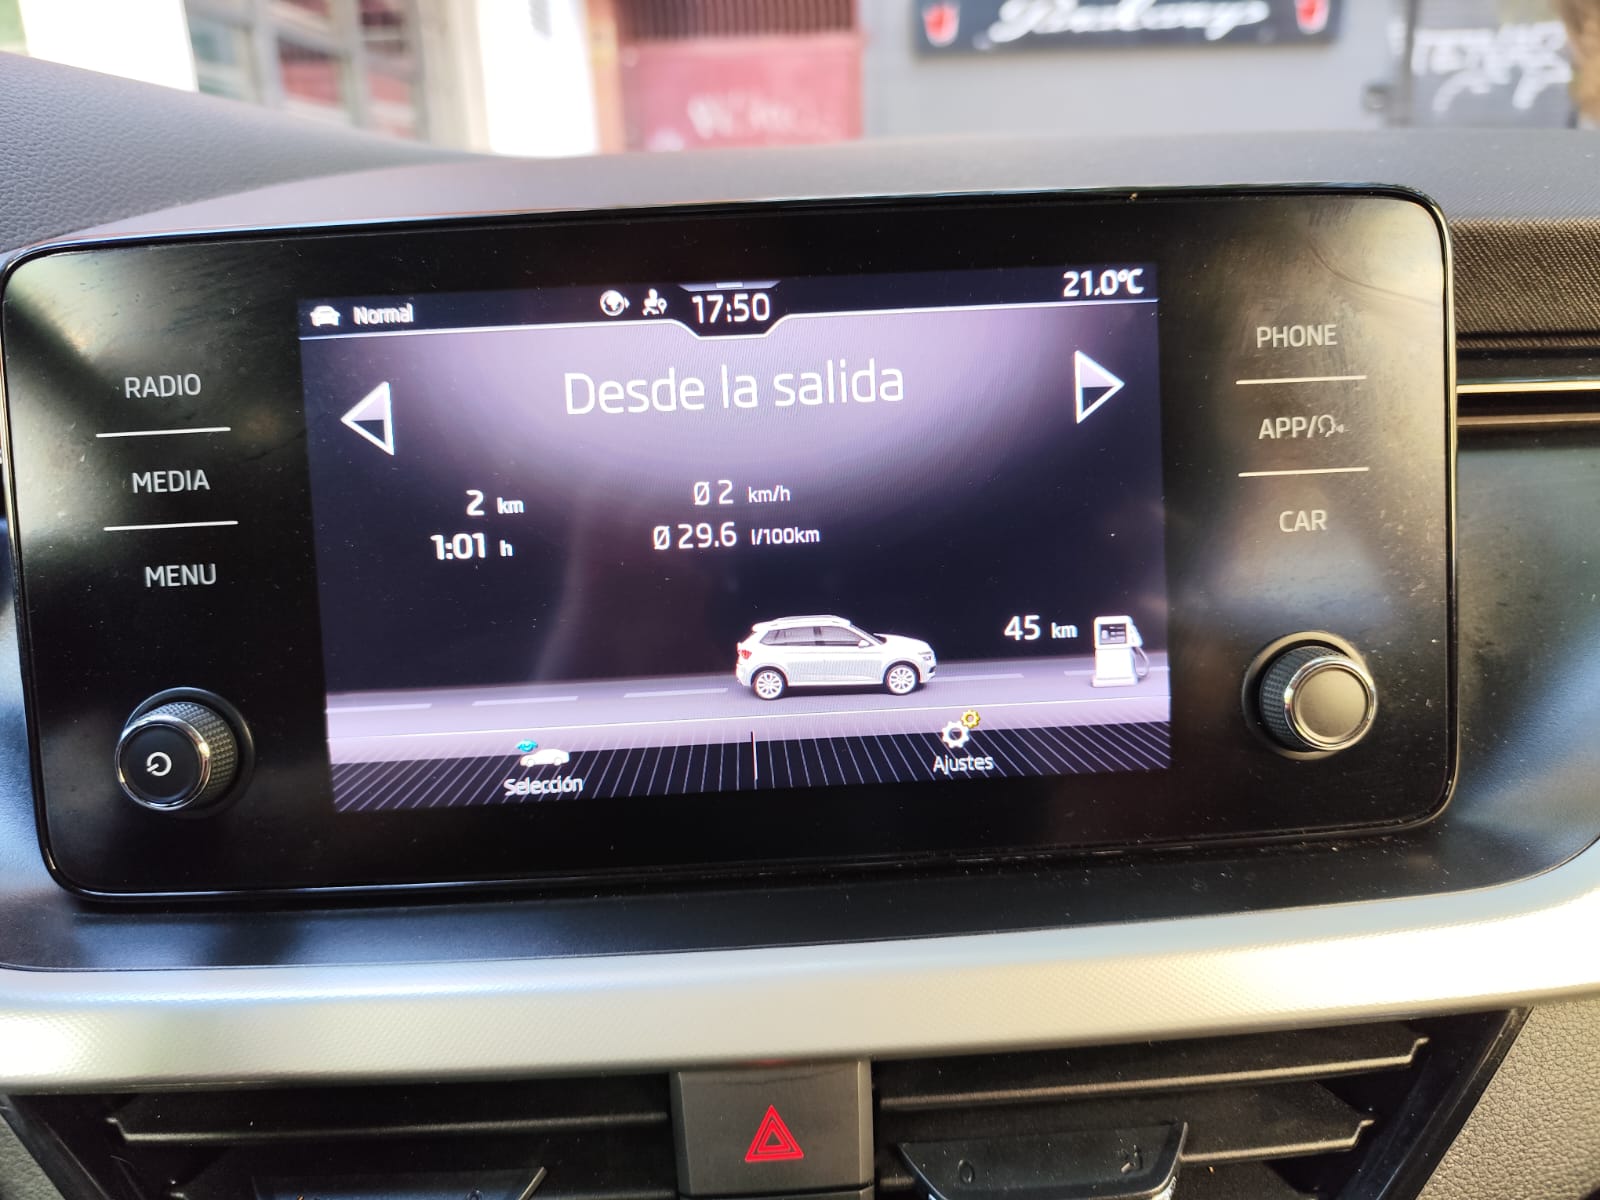 Normal
17:50
21.0°C
RADIO
MEDIA
MENU
Desde la salida
2 km
1:01 h
Ø 2 km/h
Ø 29.6 l/100km
45 km
Selección
Ajustes
PHONE
APP/
CAR